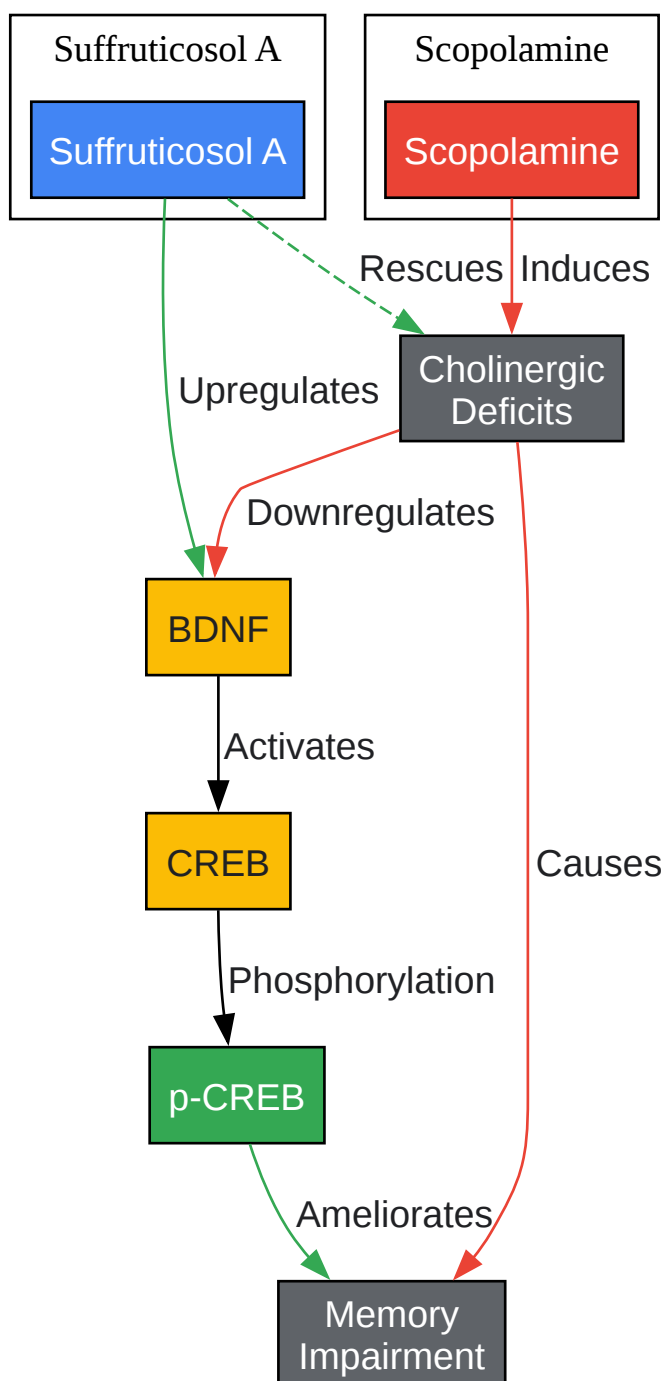 Suffruticosol A
Scopolamine
Suffruticosol A
Scopolamine
Rescues
Induces
Cholinergic
Deficits
Upregulates
Downregulates
BDNF
Activates
CREB
Causes
Phosphorylation
p-CREB
Ameliorates
Memory
Impairment